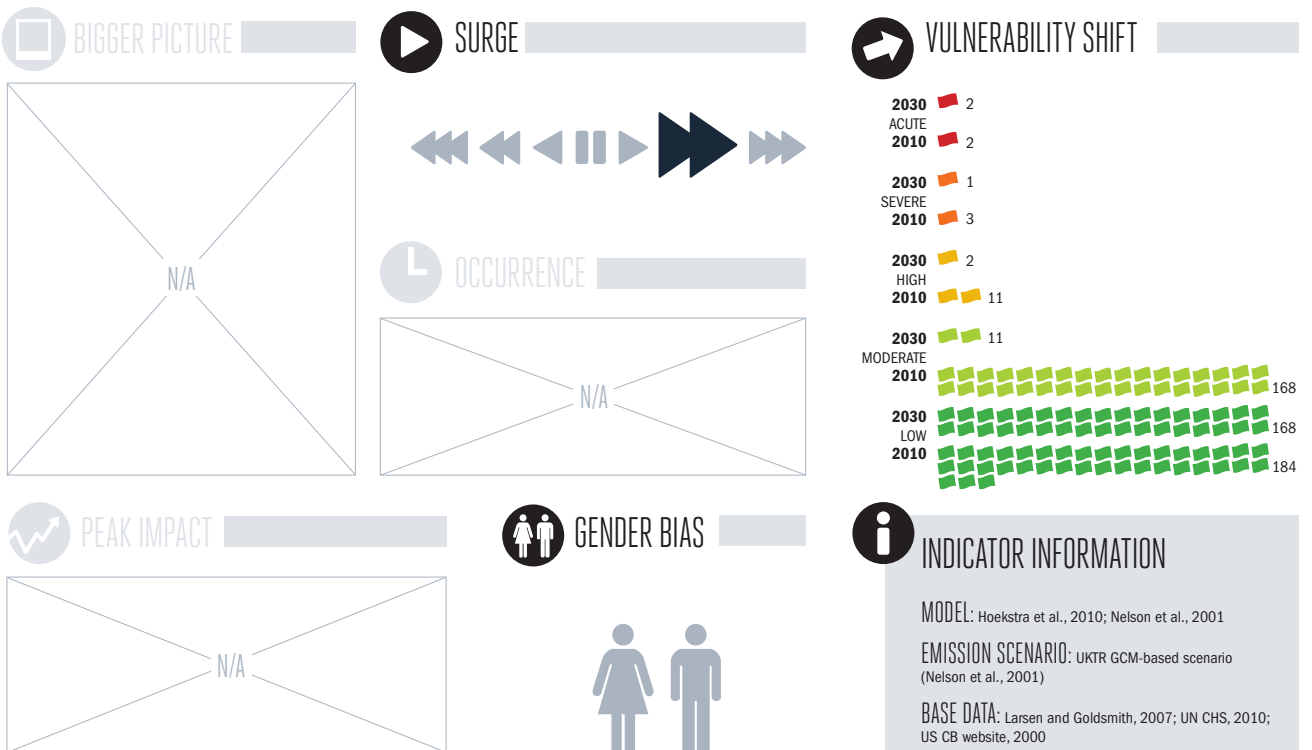 BIGGER PICTURE
N/A
SURGE
OCCURRENCE
N/A
VULNERABILITY SHIFT
2030 2
ACUTE
2010 2
2030 1
SEVERE
2010 3
2030 2
HIGH
2010 11
2030 11
MODERATE
2010 168
2030 168
LOW
2010 184
PEAK IMPACT
N/A
GENDER BIAS
INDICATOR INFORMATION
MODEL: Hoekstra et al., 2010; Nelson et al., 2001
EMISSION SCENARIO: UKTR GCM-based scenario
(Nelson et al., 2001)
BASE DATA: Larsen and Goldsmith, 2007; UN CHS, 2010;
US CB website, 2000